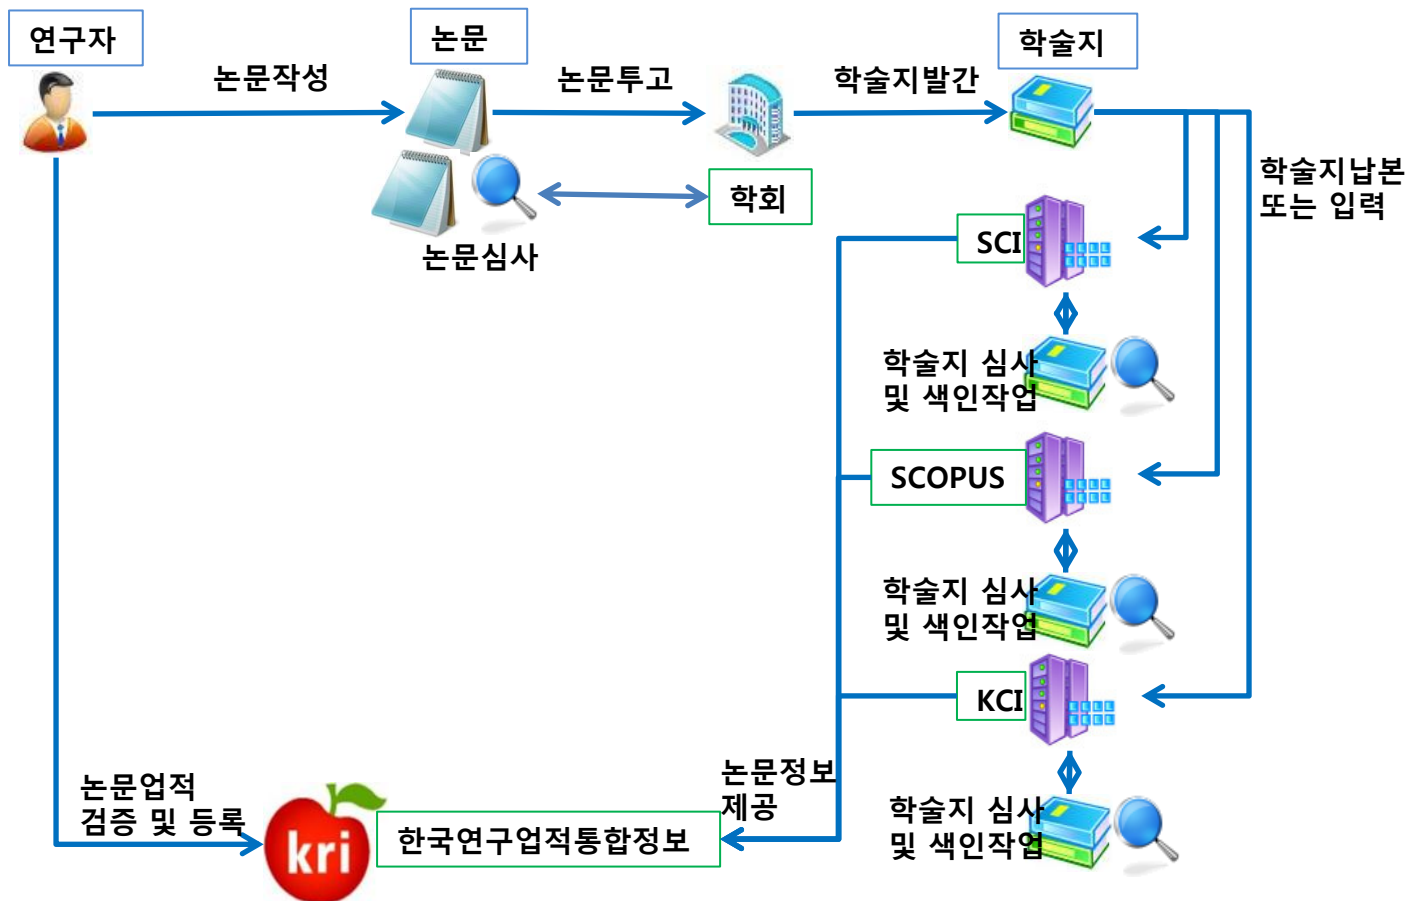 연구자
논문
학술지
논문작성
논문투고
학술지발간
학술지납본
또는 입력
학회
논문심사
SCI
학술지 심사
및 색인작업
SCOPUS
학술지 심사
및 색인작업
KCI
논문업적
검증 및 등록
kri
한국연구업적통합정보
논문정보
제공
학술지 심사
및 색인작업